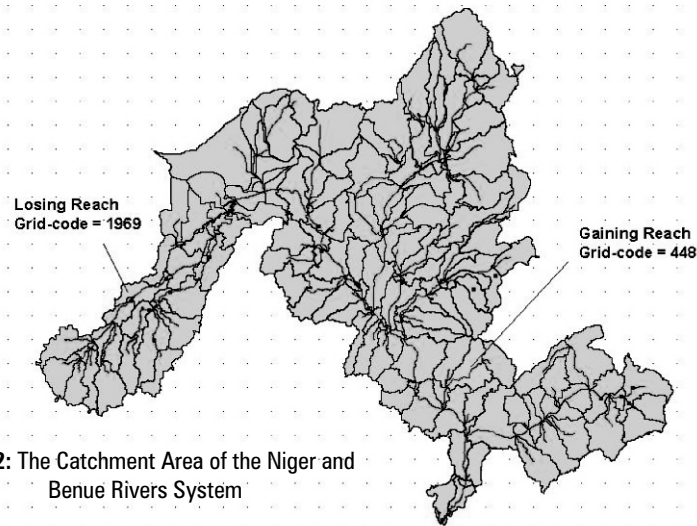 Losing Reach
Grid-code = 1969
Gaining Reach
Grid-code = 448
2: The Catchment Area of the Niger and
Benue Rivers System